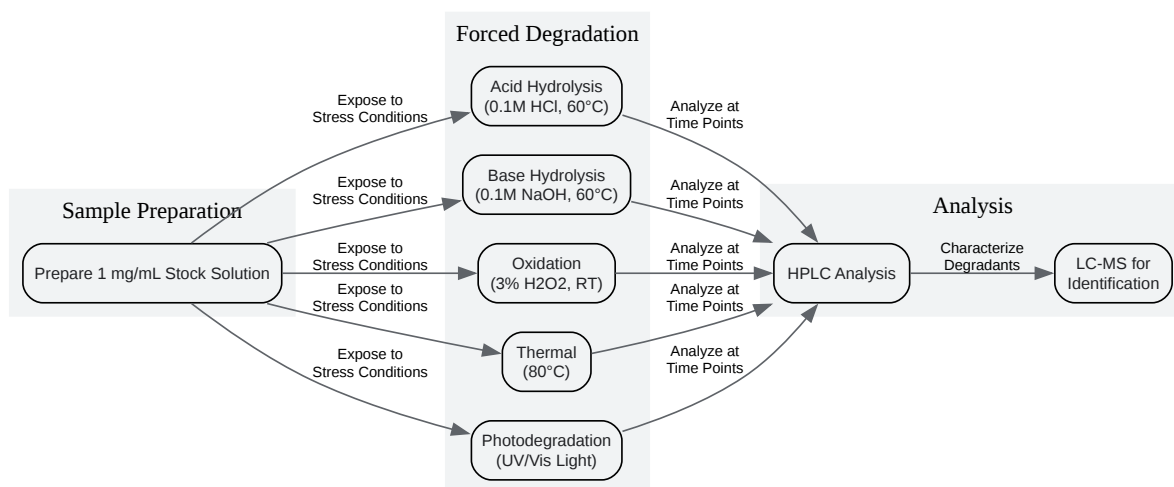 Forced Degradation
Acid Hydrolysis
(0.1M HCl, 60°C)
Expose to
Stress Conditions
Analyze at
Time Points
Base Hydrolysis
(0.1M NaOH, 60°C)
Expose to
Stress Conditions
Analyze at
Time Points
Sample Preparation
Analysis
Prepare 1 mg/mL Stock Solution
Expose to
Stress Conditions
Oxidation
(3% H2O2, RT)
Analyze at
Time Points
HPLC Analysis
Characterize
Degradants
LC-MS for
Identification
Expose to
Stress Conditions
Analyze at
Time Points
Thermal
(80°C)
Expose to
Stress Conditions
Analyze at
Time Points
Photodegradation
(UV/Vis Light)